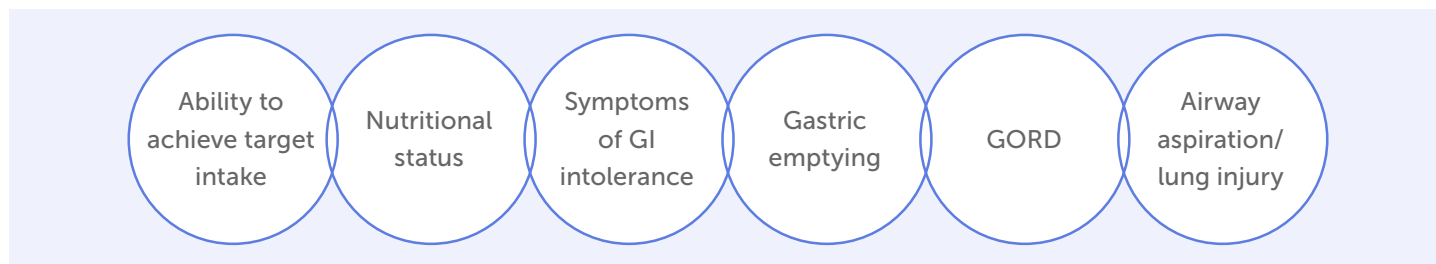 Ability to
achieve target
intake
Nutritional
status
Symptoms
of GI
intolerance
Gastric
emptying
GORD
Airway
aspiration/
lung injury